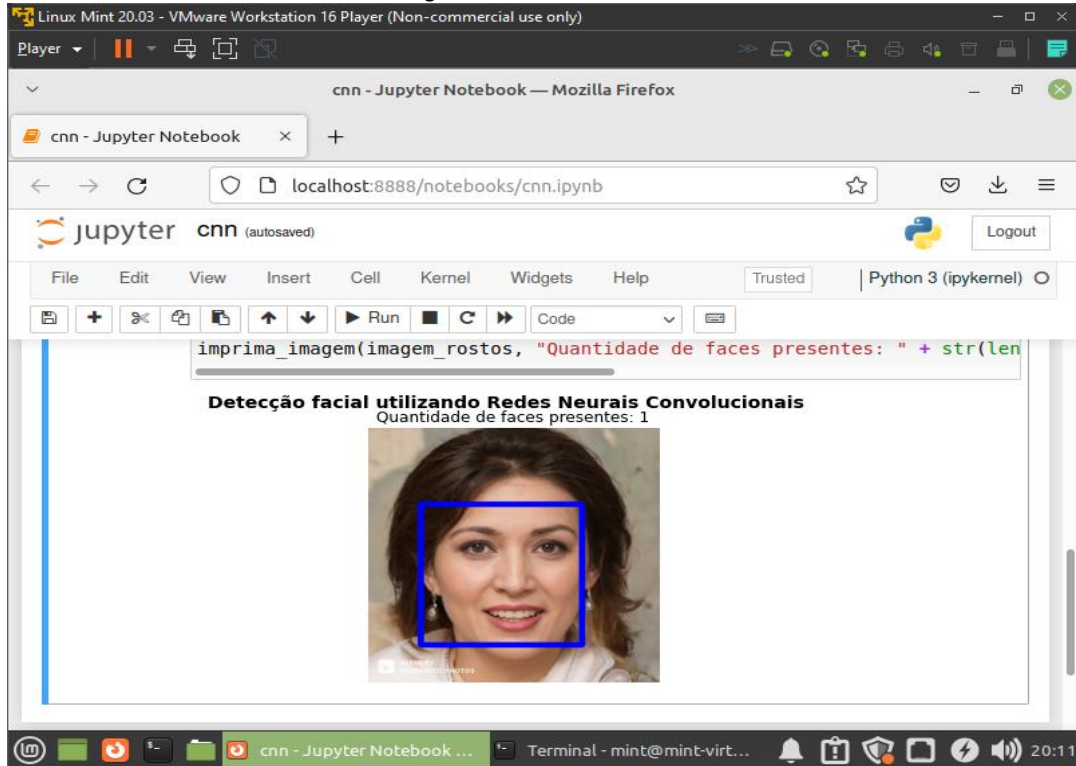 Linux Mint 20.03 - VMware Workstation 16 Player (Non-commercial use only)
Player
cnn - Jupyter Notebook — Mozilla Firefox
cnn - Jupyter Notebook
localhost:8888/notebooks/cnn.ipynb
jupyter cnn (autosaved) Logout
File Edit View Insert Cell Kernel Widgets Help Trusted Python 3 (ipykernel)
Run Code
imprima_imagem(imagem_rostos, "Quantidade de faces presentes: " + str(len
Detecção facial utilizando Redes Neurais Convolucionais
Quantidade de faces presentes: 1
cnn - Jupyter Notebook ... Terminal - mint@mint-virt... 20:11